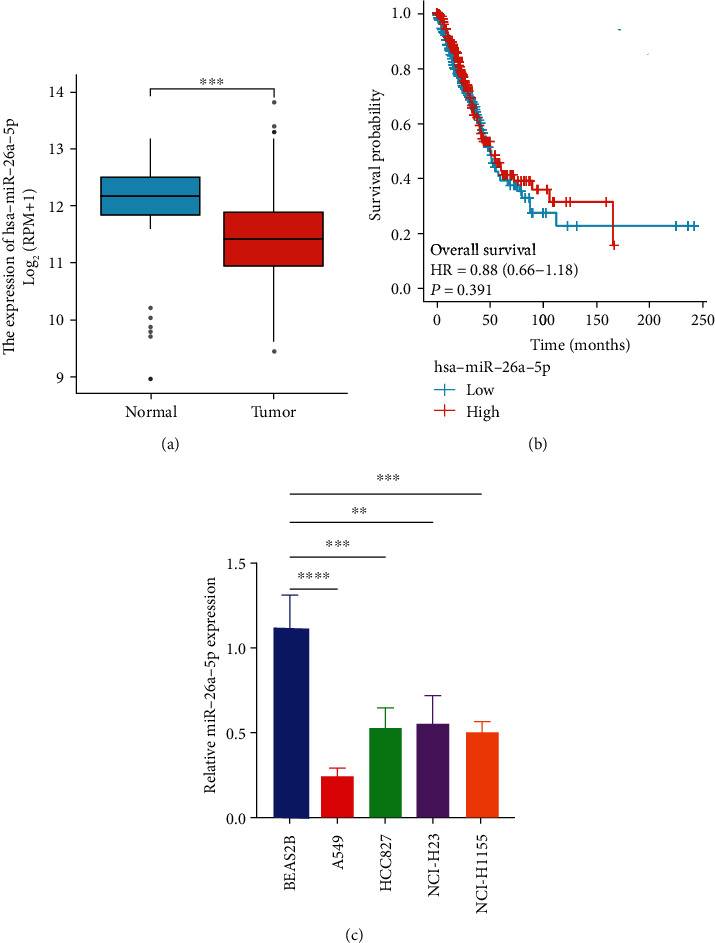 The expression of hsa–miR–26a–5p
Log2 (RPM+1)
14
13
12
11
10
9
***
Normal
Tumor
(a)
Survival probability
1.0
0.8
0.6
0.4
0.2
0.0
Overall survival
HR = 0.88 (0.66–1.18)
P = 0.391
0
50
100
150
200
250
Time (months)
hsa–miR–26a–5p
Low
High
(b)
***
**
***
****
Relative miR–26a–5p expression
1.5
1.0
0.5
0.0
BEAS2B
A549
HCC827
NCI-H23
NCI-H1155
(c)